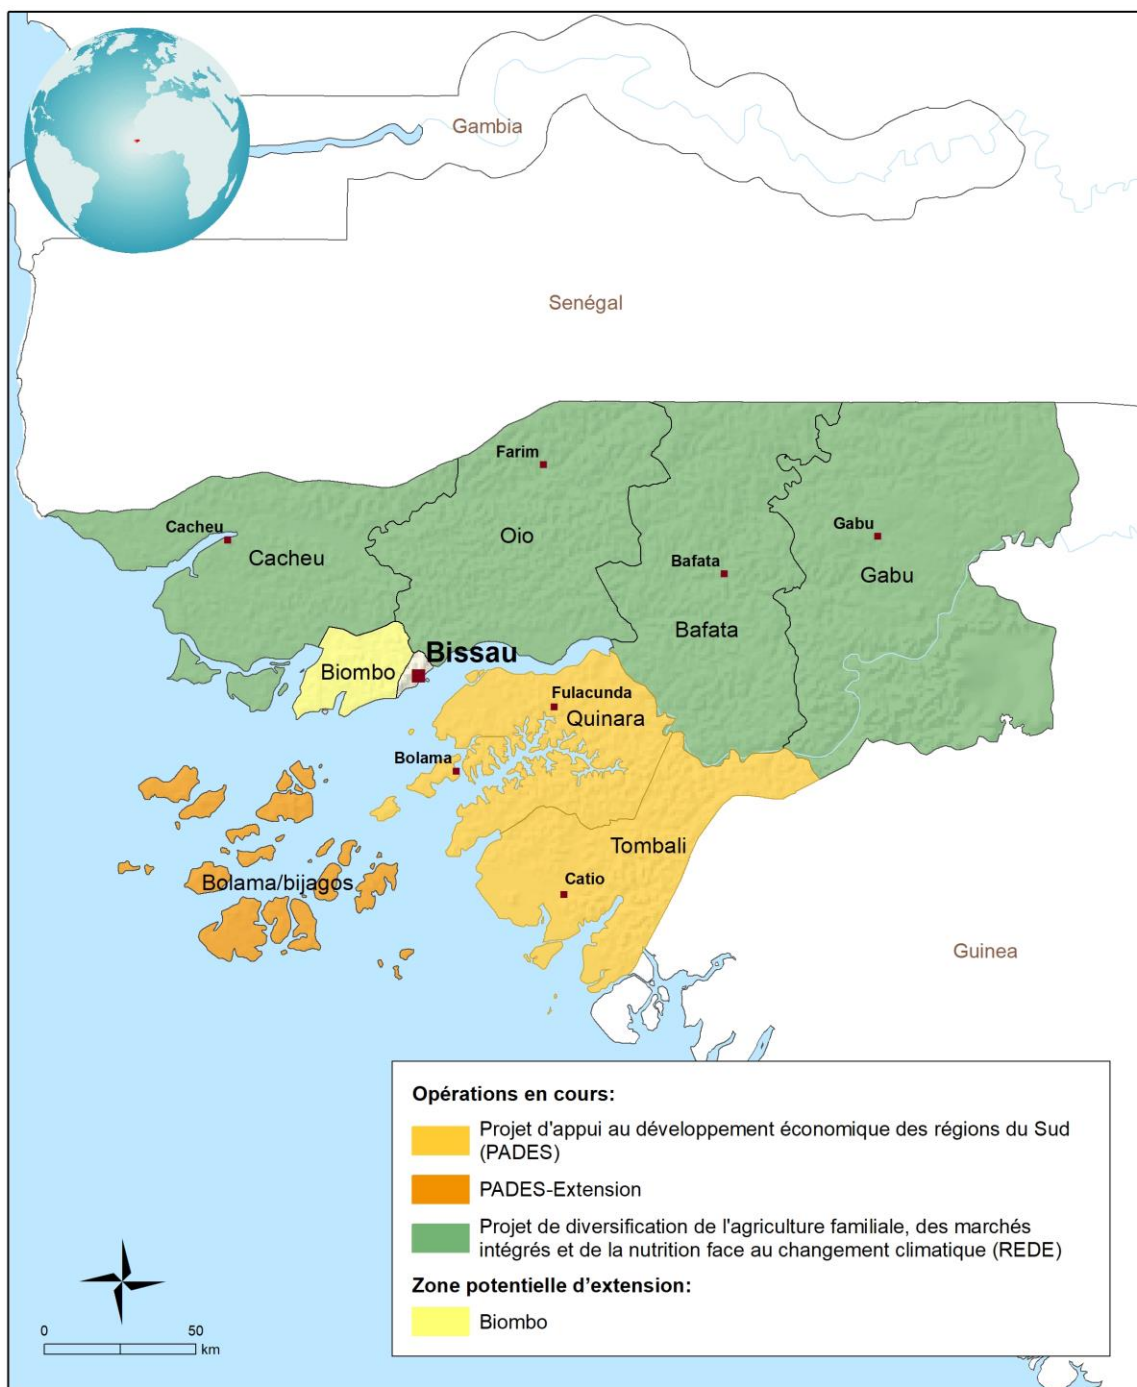 Gambia
Senégal
Farim
Cacheu
Oio
Gabu
Cacheu
Bafata
Gabu
Bafata
Bissau
Biombo
Fulacunda
Quinara
Bolama
Tombali
Bolama/bijagos
Catio
Guinea
Opérations en cours:
Projet d'appui au développement économique des régions du Sud
(PADES)
PADES-Extension
Projet de diversification de l'agriculture familiale, des marchés
intégrés et de la nutrition face au changement climatique (REDE)
Zone potentielle d’extension:
Biombo
0 50
km